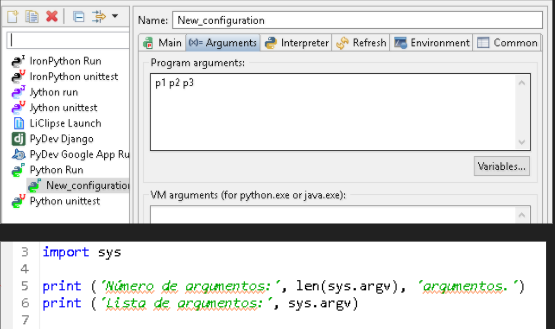 Name: New_configuration
Main (x)= Arguments Interpreter Refresh Environment Common
IronPython Run
IronPython unittest
Jython run
Jython unittest
LiClipse Launch
PyDev Django
PyDev Google App Ru
Python Run
New_configuration
Python unittest
Program arguments:
p1 p2 p3
Variables...
VM arguments (for python.exe or java.exe):
3 import sys
4
5 print ('Número de argumentos:', len(sys.argv), 'argumentos.')
6 print ('Lista de argumentos:', sys.argv)
7